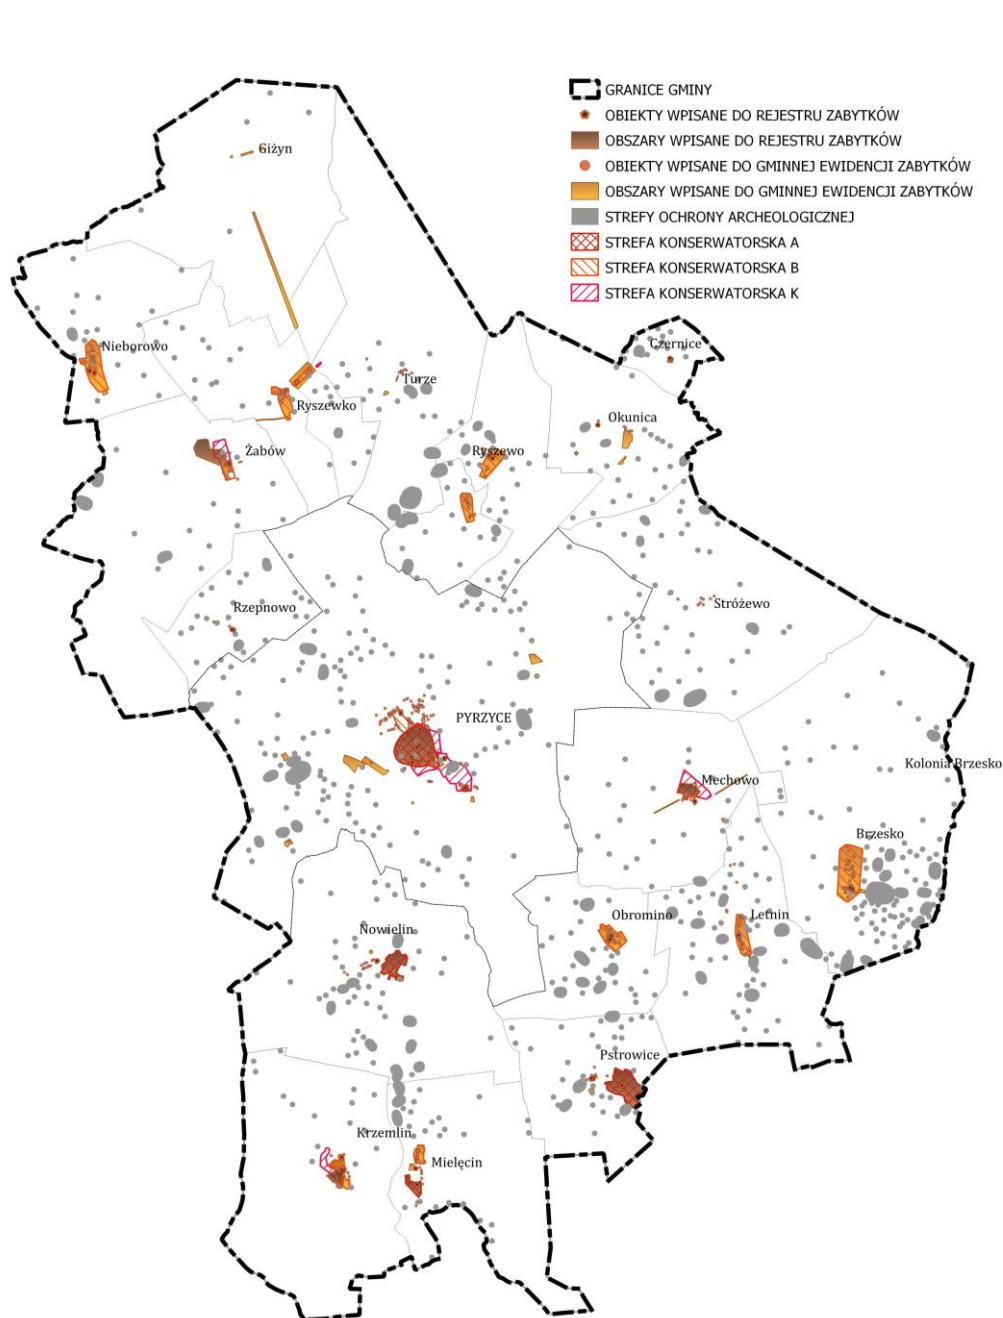 GRANICE GMINY
OBIEKTY WPISANE DO REJESTRU ZABYTKÓW
OBSZARY WPISANE DO REJESTRU ZABYTKÓW
OBIEKTY WPISANE DO GMINNEJ EWIDENCJI ZABYTKÓW
OBSZARY WPISANE DO GMINNEJ EWIDENCJI ZABYTKÓW
STREFY OCHRONY ARCHEOLOGICZNEJ
STREFA KONSERWATORSKA A
STREFA KONSERWATORSKA B
STREFA KONSERWATORSKA K
Giżyn
Nieborowo
Czernice
Turze
Ryszewko
Okunica
Żabów
Ryszewo
Rzepnowo
Stróżewo
PYRZYCE
Kolonia Brzesko
Mechowo
Brzesko
Obromino
Letnin
Nowielin
Pstrowice
Krzemlin
Mielęcin